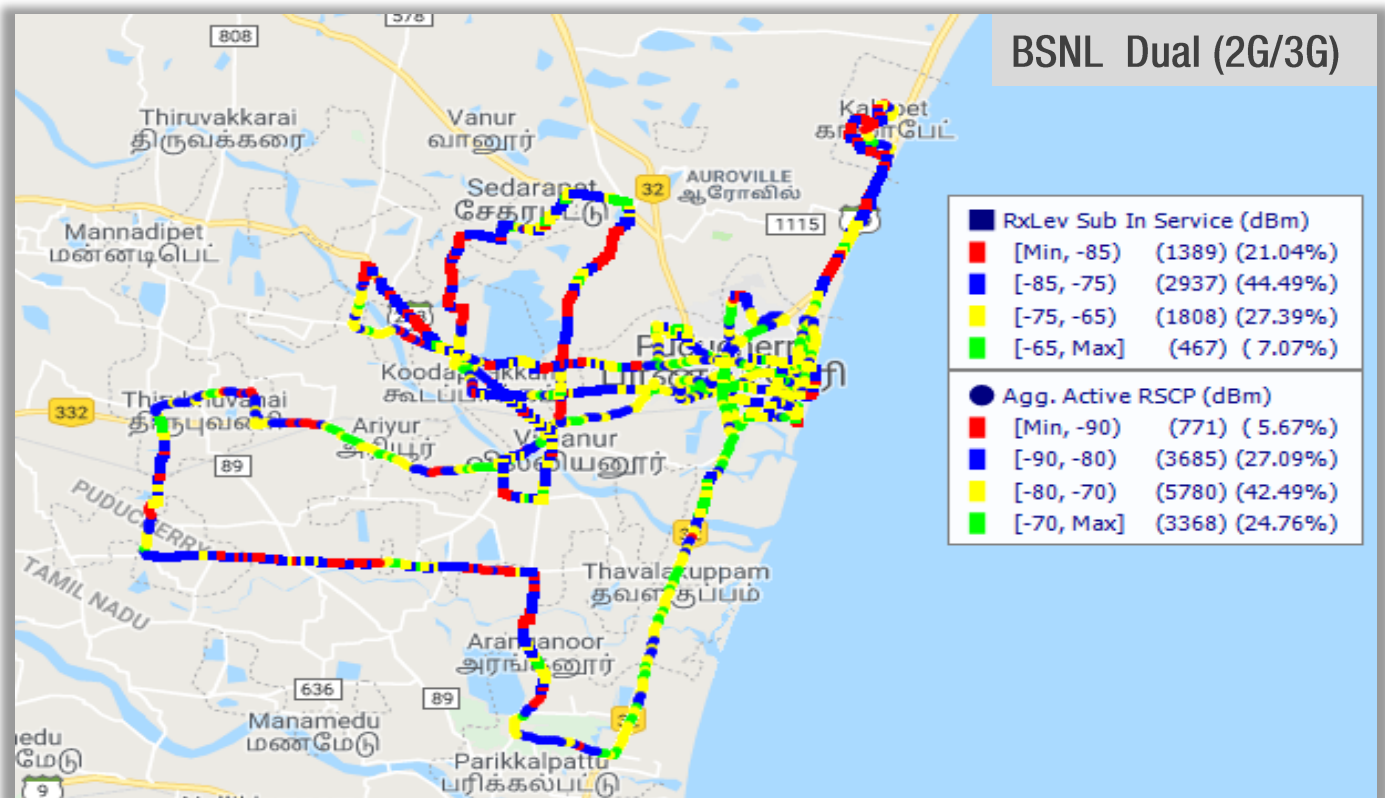 BSNL Dual (2G/3G)
578
808
Thiruvakkarai
திருவக்கரை
Vanur
வானூர்
Sedarapet
32
AUROVILLE
ஆரோவில்
1115
Mannadipet
மன்னடிபெட்
332
Ariyur
89
PUDUCHERRY
TAMIL NADU
Thavalakuppam
636
89
Manamedu
மணமேடு
Parikkalpattu
பரிக்கல்பட்டு
9
RxLev Sub In Service (dBm)
[Min, -85) (1389) (21.04%)
[-85, -75) (2937) (44.49%)
[-75, -65) (1808) (27.39%)
[-65, Max] (467) ( 7.07%)
Agg. Active RSCP (dBm)
[Min, -90) (771) ( 5.67%)
[-90, -80) (3685) (27.09%)
[-80, -70) (5780) (42.49%)
[-70, Max] (3368) (24.76%)